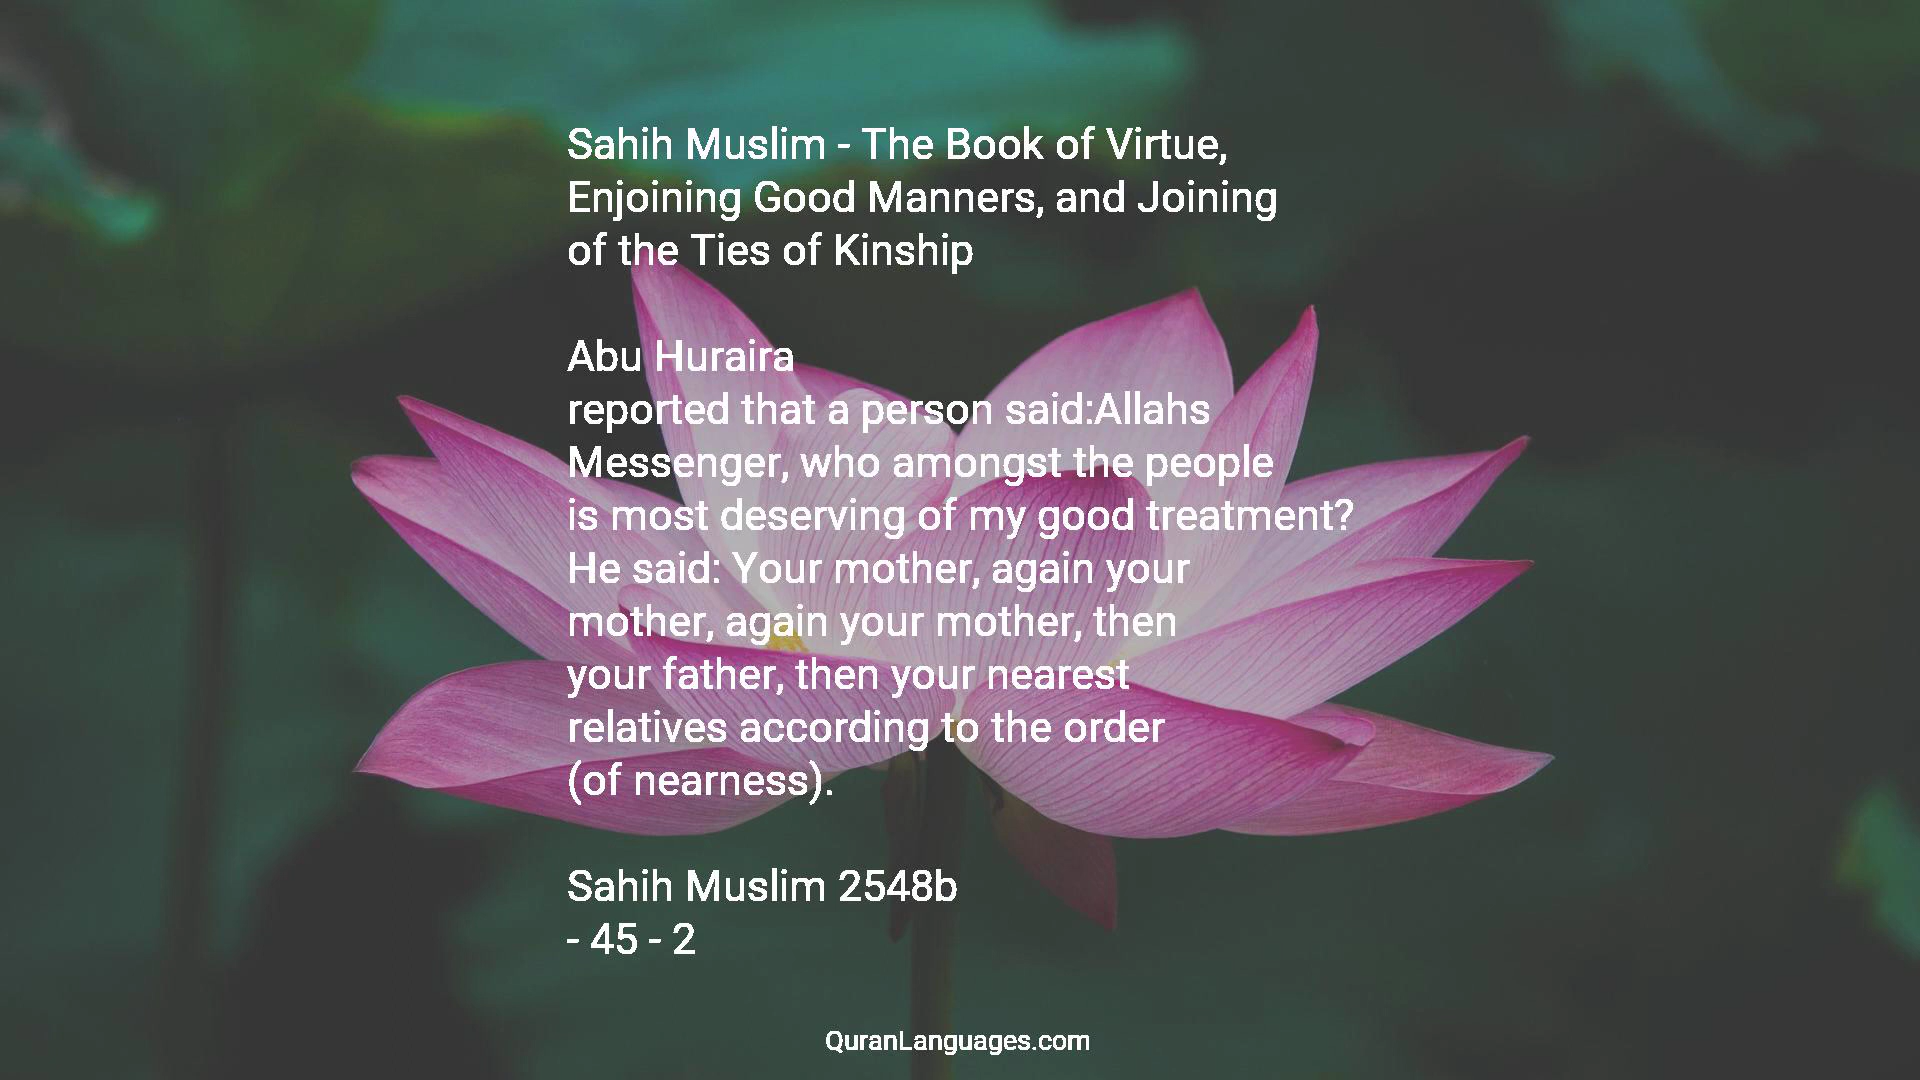 Sahih Muslim - The Book of Virtue,
Enjoining Good Manners, and Joining
of the Ties of Kinship
Abu Huraira
reported that a person said:Allahs
Messenger, who amongst the people
is most deserving of my good treatment?
He said: Your mother, again your
mother, again your mother, then
your father, then your nearest
relatives according to the order
(of nearness).
Sahih Muslim 2548b
- 45 - 2
QuranLanguages.com